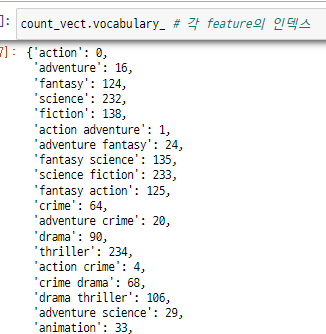 ]: count_vect.vocabulary_ # 각 feature의 인덱스
7]: {'action': 0,
'adventure': 16,
'fantasy': 124,
'science': 232,
'fiction': 138,
'action adventure': 1,
'adventure fantasy': 24,
'fantasy science': 135,
'science fiction': 233,
'fantasy action': 125,
'crime': 64,
'adventure crime': 20,
'drama': 90,
'thriller': 234,
'action crime': 4,
'crime drama': 68,
'drama thriller': 106,
'adventure science': 29,
'animation': 33,